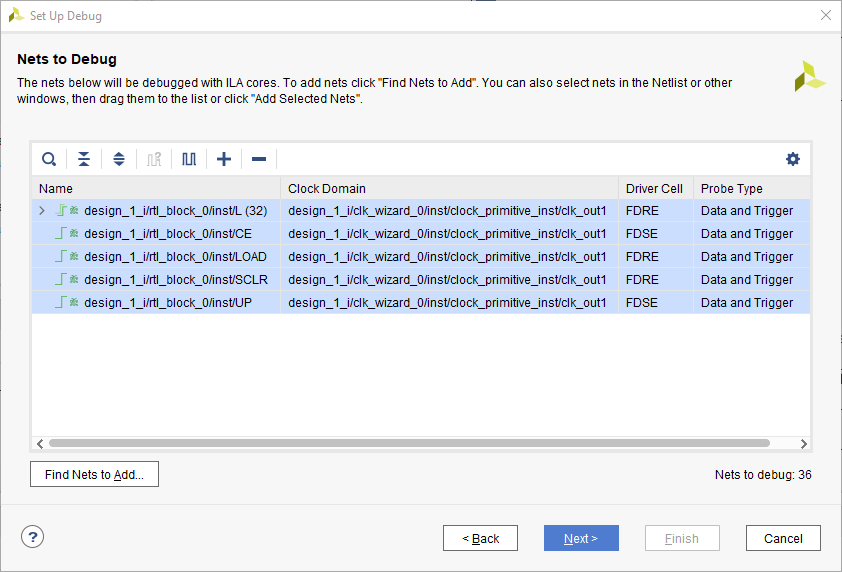 Set Up Debug
Nets to Debug
The nets below will be debugged with ILA cores. To add nets click "Find Nets to Add". You can also select nets in the Netlist or other
windows, then drag them to the list or click "Add Selected Nets".
Name Clock Domain Driver Cell Probe Type
design_1_i/rtl_block_0/inst/L (32) design_1_i/clk_wizard_0/inst/clock_primitive_inst/clk_out1 FDRE Data and Trigger
design_1_i/rtl_block_0/inst/CE design_1_i/clk_wizard_0/inst/clock_primitive_inst/clk_out1 FDSE Data and Trigger
design_1_i/rtl_block_0/inst/LOAD design_1_i/clk_wizard_0/inst/clock_primitive_inst/clk_out1 FDRE Data and Trigger
design_1_i/rtl_block_0/inst/SCLR design_1_i/clk_wizard_0/inst/clock_primitive_inst/clk_out1 FDRE Data and Trigger
design_1_i/rtl_block_0/inst/UP design_1_i/clk_wizard_0/inst/clock_primitive_inst/clk_out1 FDSE Data and Trigger
Find Nets to Add... Nets to debug: 36
? < Back Next > Finish Cancel